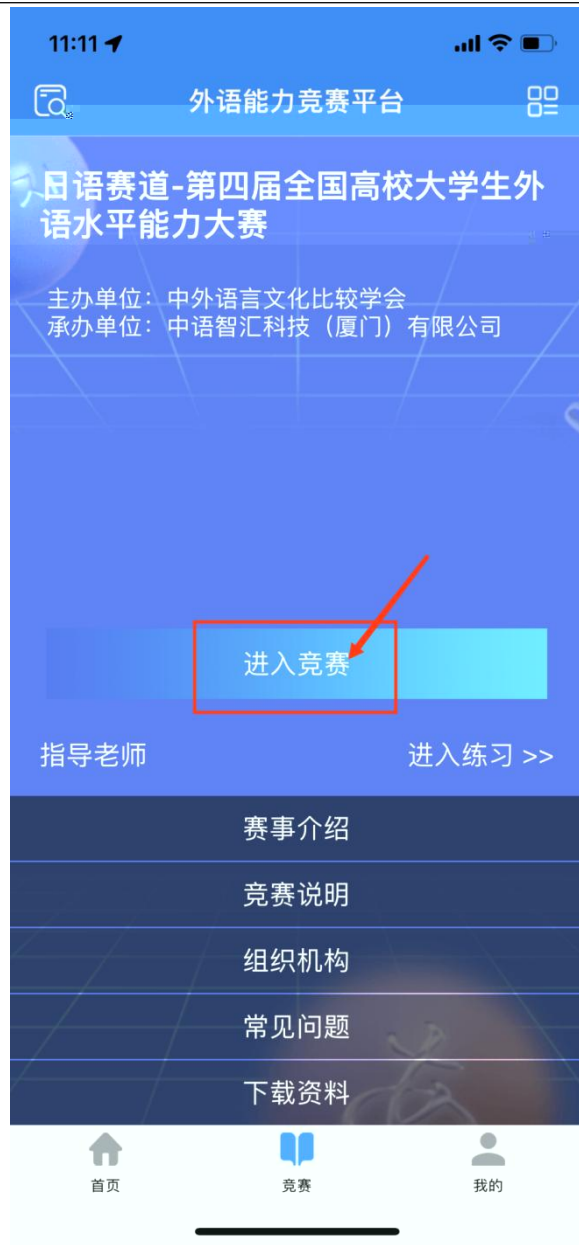 11:11
外语能力竞赛平台
日语赛道-第四届全国高校大学生外
语水平能力大赛
主办单位：中外语言文化比较学会
承办单位：中语智汇科技（厦门）有限公司
进入竞赛
指导老师
进入练习 >>
赛事介绍
竞赛说明
组织机构
常见问题
下载资料
首页
竞赛
我的